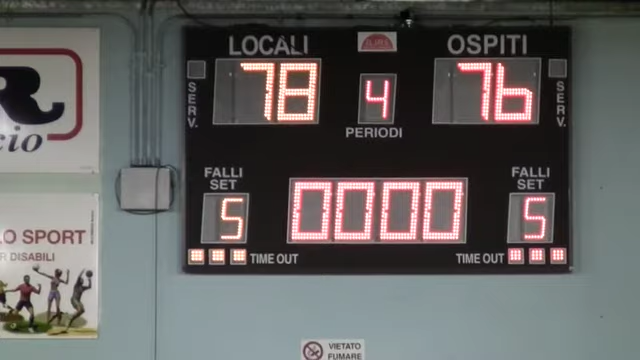 LOCALI
OSPITI
78
4
76
SERV.
SERV.
PERIODI
FALLI
SET
FALLI
SET
5
0000
5
TIME OUT
TIME OUT
cio
O SPORT
R DISABILI
VIETATO
FUMARE